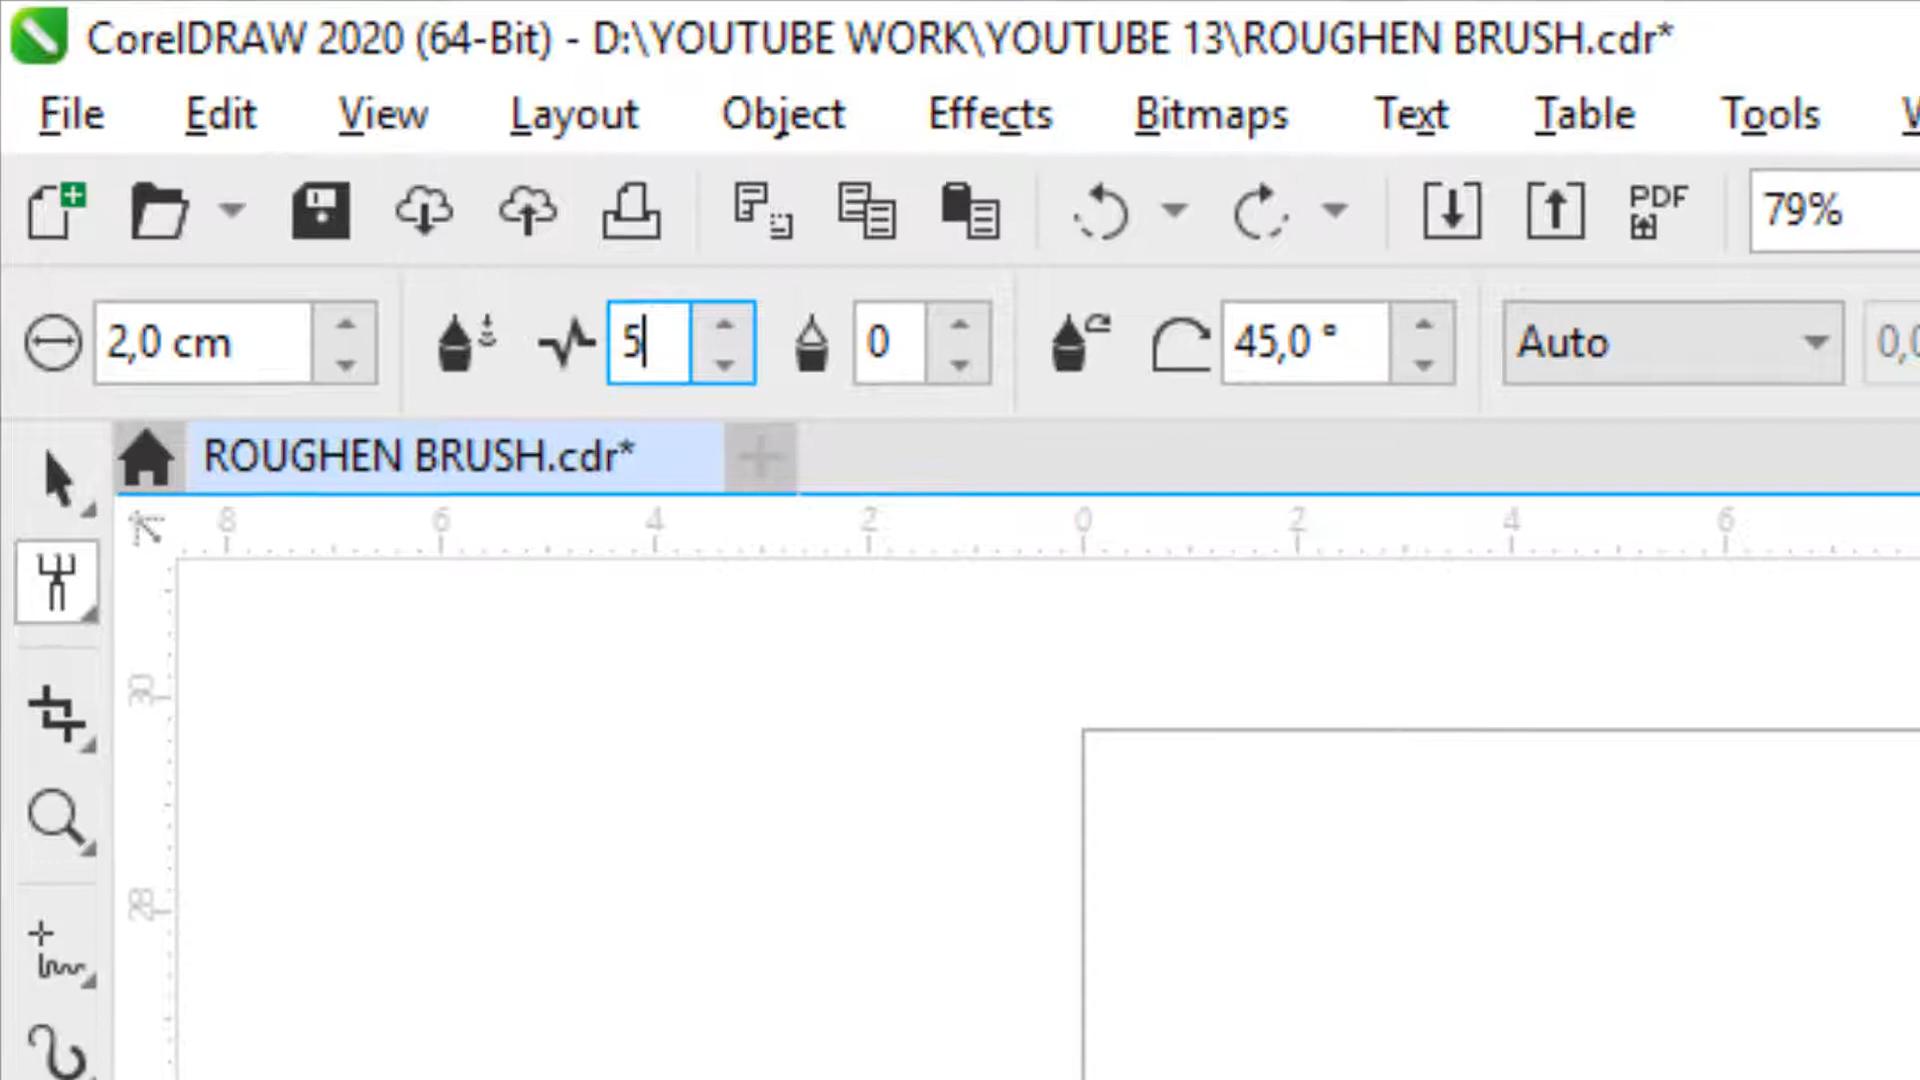 CorelDRAW 2020 (64-Bit) - D:\YOUTUBE WORK\YOUTUBE 13\ROUGHEN BRUSH.cdr*
File Edit View Layout Object Effects Bitmaps Text Table Tools
PDF 79%
2,0 cm 5 0 45,0 ° Auto
ROUGHEN BRUSH.cdr*
8 6 4 2 0 2 4 6
30
28